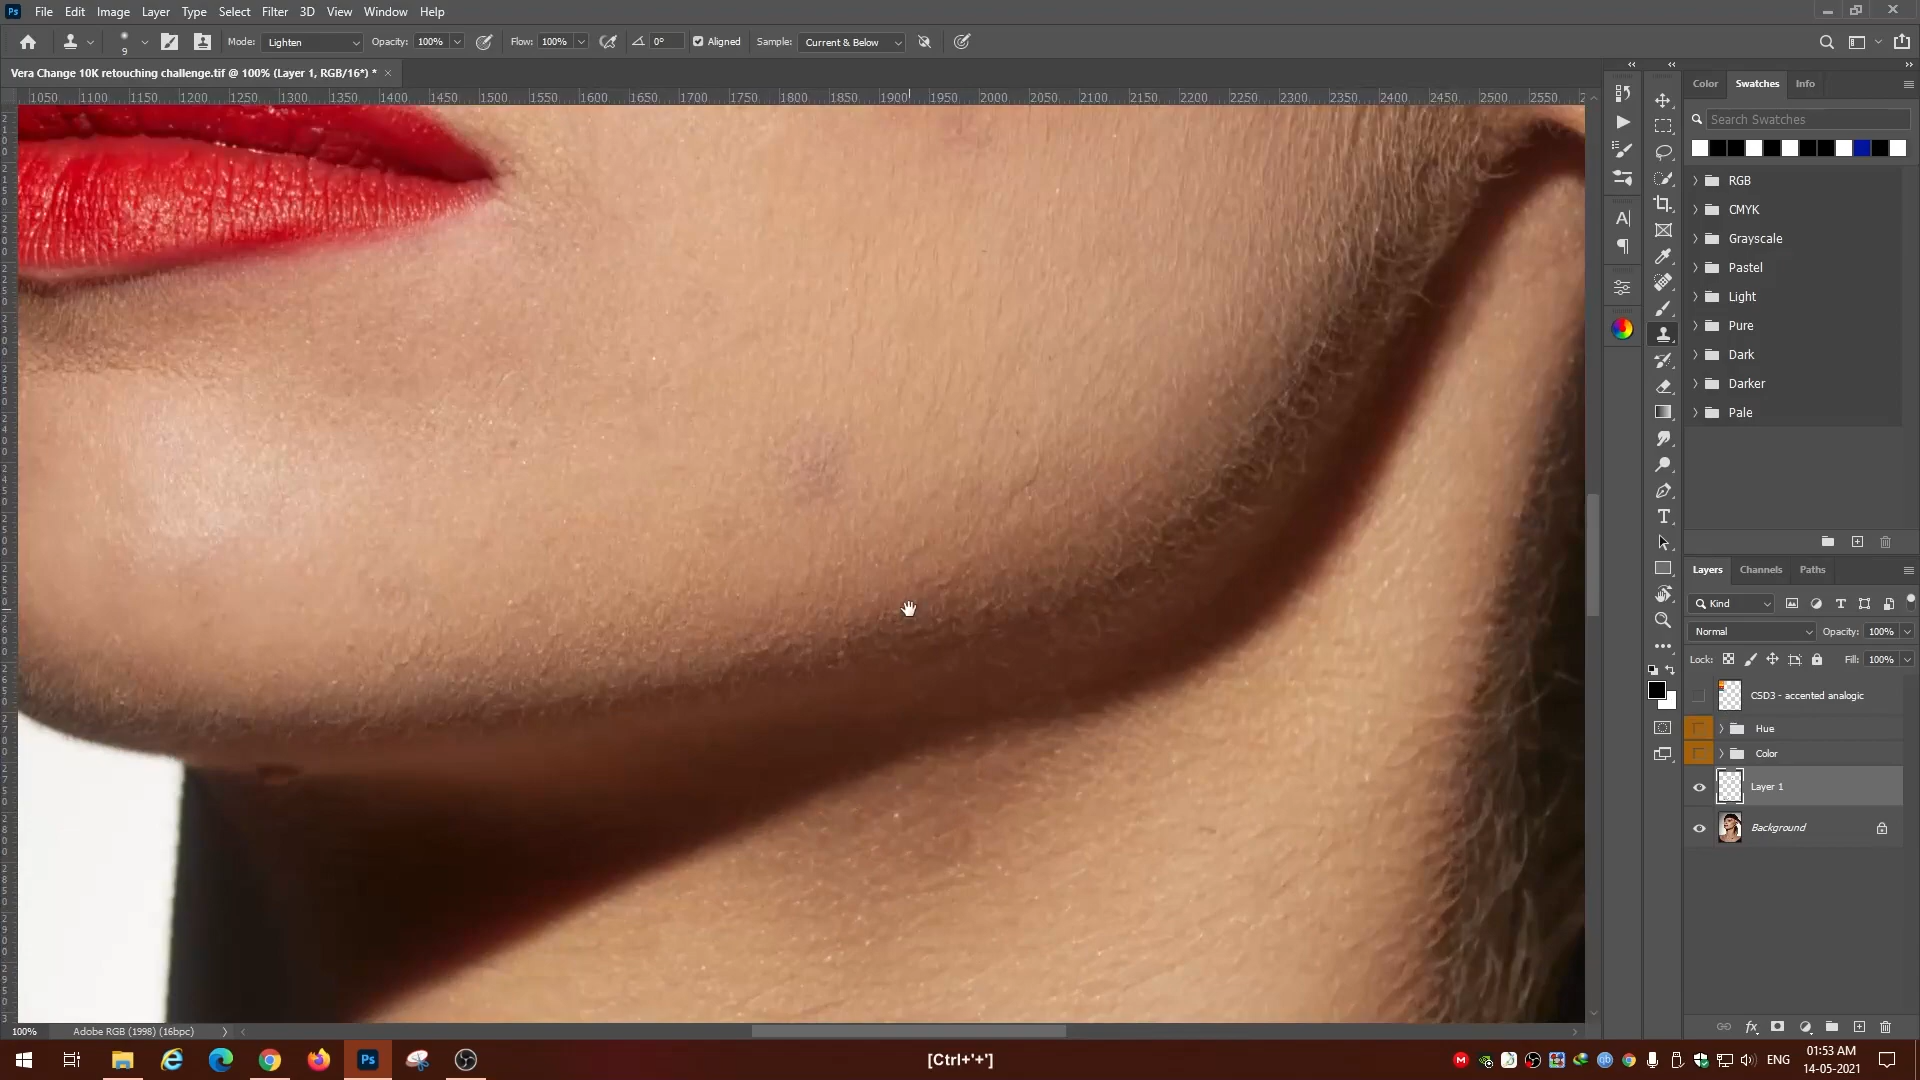 Ps File Edit Image Layer Type Select Filter 3D View Window Help
9 Mode: Lighten Opacity: 100% Flow: 100% 0° Aligned Sample: Current & Below
Vera Change 10K retouching challenge.tif @ 100% (Layer 1, RGB/16*) * ×
1050 1100 1150 1200 1250 1300 1350 1400 1450 1500 1550 1600 1650 1700 1750 1800 1850 1900 1950 2000 2050 2100 2150 2200 2250 2300 2350 2400 2450 2500 2550
Color Swatches Info
Search Swatches
RGB
CMYK
Grayscale
Pastel
Light
Pure
Dark
Darker
Pale
Layers Channels Paths
Kind
Normal Opacity: 100%
Lock: Fill: 100%
CSD3 - accented analogic
Hue
Color
Layer 1
Background
100% Adobe RGB (1998) (16bpc)
[Ctrl+'+']
ENG
01:53 AM
14-05-2021